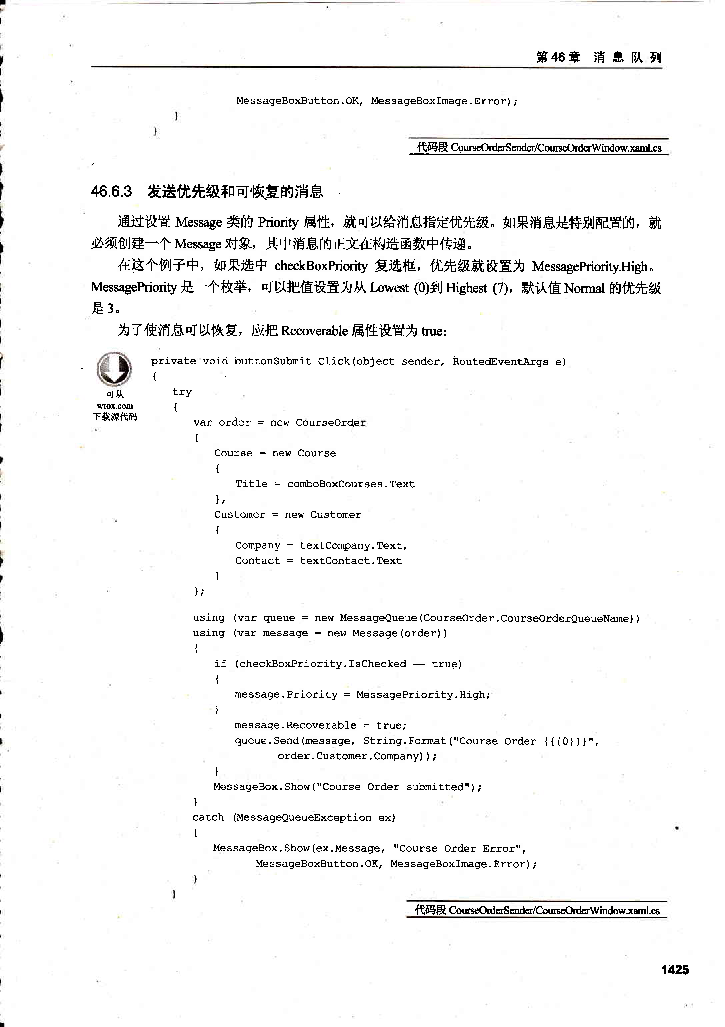 第46章 消 息 队 列
MessageBoxButton.OK, MessageBoxImage.Error);
}
}
代码段 CourseOrderSender/CourseOrderWindow.xaml.cs
46.6.3 发送优先级和可恢复的消息
通过设置 Message 类的 Priority 属性，就可以给消息指定优先级。如果消息是特别配置的，就
必须创建一个 Message 对象，其中消息的正文在构造函数中传递。
在这个例子中，如果选中 checkBoxPriority 复选框，优先级就设置为 MessagePriority.High。
MessagePriority 是一个枚举，可以把值设置为从 Lowest (0)到 Highest (7)，默认值 Normal 的优先级
是 3。
为了使消息可以恢复，应把 Recoverable 属性设置为 true:
可从
wrox.com
下载源代码
private void buttonSubmit_Click(object sender, RoutedEventArgs e)
{
try
{
var order = new CourseOrder
{
Course = new Course
{
Title = comboBoxCourses.Text
},
Customer = new Customer
{
Company = textCompany.Text,
Contact = textContact.Text
}
};
using (var queue = new MessageQueue(CourseOrder.CourseOrderQueueName))
using (var message = new Message(order))
{
if (checkBoxPriority.IsChecked == true)
{
message.Priority = MessagePriority.High;
}
message.Recoverable = true;
queue.Send(message, String.Format("Course Order {{{0}}}",
order.Customer.Company));
}
MessageBox.Show("Course Order submitted");
}
catch (MessageQueueException ex)
{
MessageBox.Show(ex.Message, "Course Order Error",
MessageBoxButton.OK, MessageBoxImage.Error);
}
}
代码段 CourseOrderSender/CourseOrderWindow.xaml.cs
1425